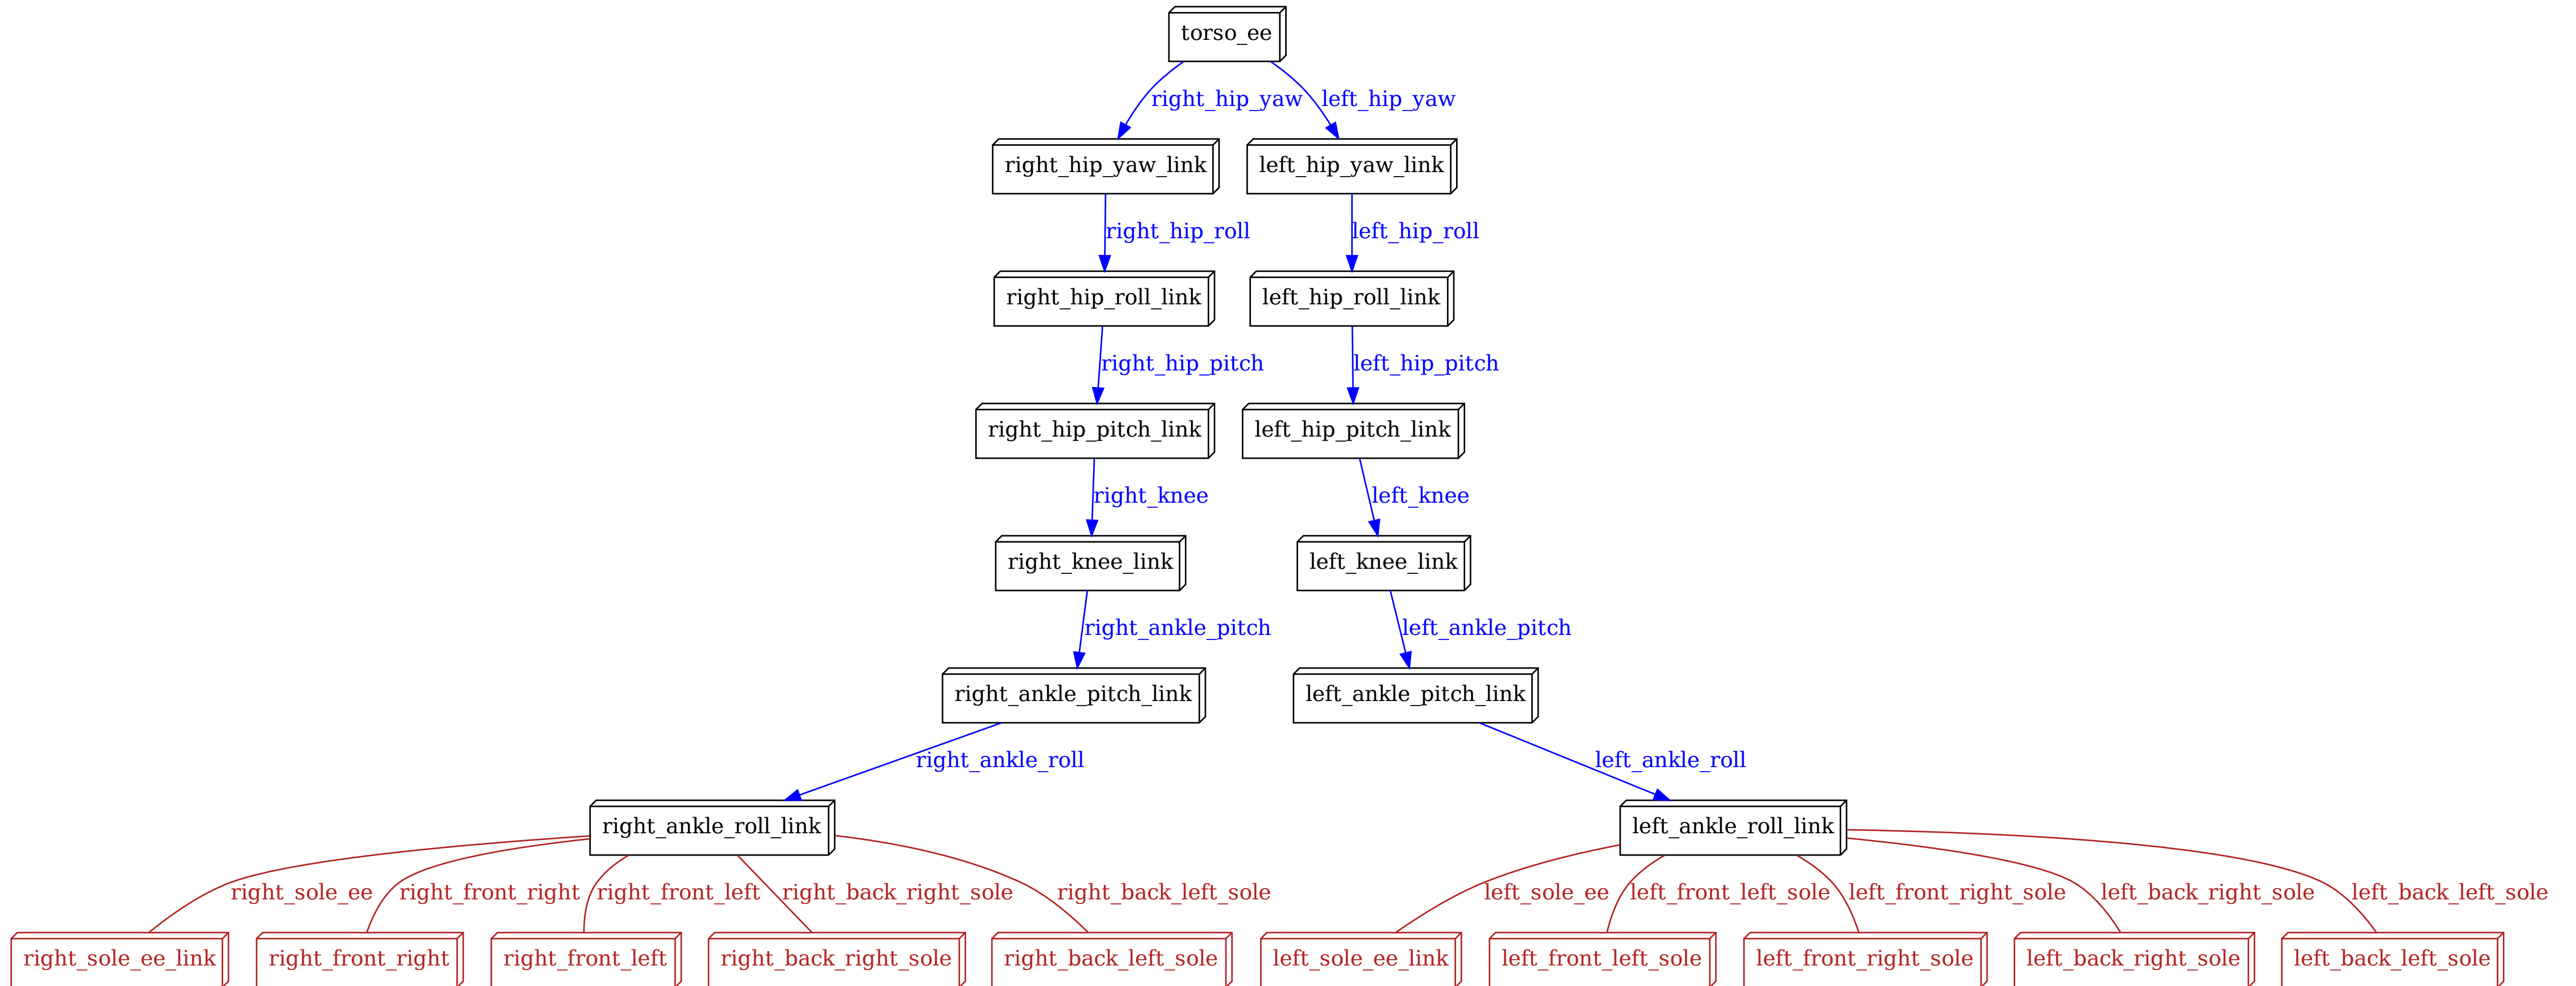 torso_ee
right_hip_yaw
left_hip_yaw
right_hip_yaw_link
left_hip_yaw_link
right_hip_roll
left_hip_roll
right_hip_roll_link
left_hip_roll_link
right_hip_pitch
left_hip_pitch
right_hip_pitch_link
left_hip_pitch_link
right_knee
left_knee
right_knee_link
left_knee_link
right_ankle_pitch
left_ankle_pitch
right_ankle_pitch_link
left_ankle_pitch_link
right_ankle_roll
left_ankle_roll
right_ankle_roll_link
left_ankle_roll_link
right_sole_ee
right_front_right
right_front_left
right_back_right_sole
right_back_left_sole
left_sole_ee
left_front_left_sole
left_front_right_sole
left_back_right_sole
left_back_left_sole
right_sole_ee_link
right_front_right
right_front_left
right_back_right_sole
right_back_left_sole
left_sole_ee_link
left_front_left_sole
left_front_right_sole
left_back_right_sole
left_back_left_sole